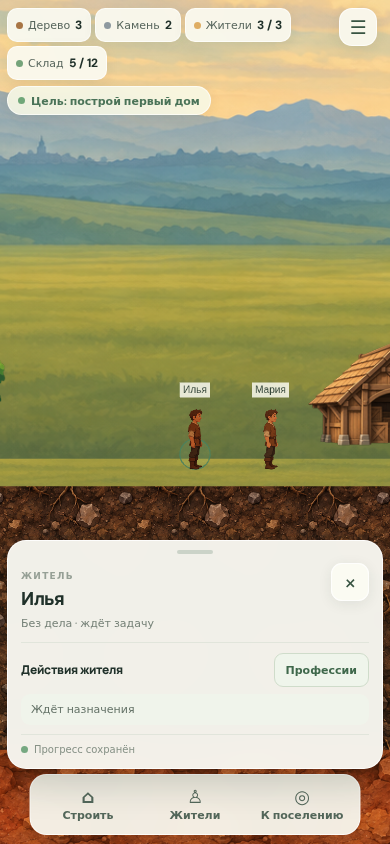 Дерево 3
Камень 2
Жители 3 / 3
Склад 5 / 12
Цель: построй первый дом
Илья
Мария
ЖИТЕЛЬ
Илья
Без дела · ждёт задачу
Действия жителя
Профессии
Ждёт назначения
Прогресс сохранён
Строить
Жители
К поселению